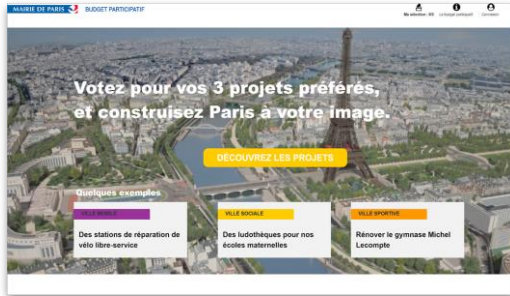 MAIRIE DE PARIS BUDGET PARTICIPATIF
Ma sélection : 0/3 Le budget participatif Connexion
Votez pour vos 3 projets préférés,
et construisez Paris à votre image.
DÉCOUVREZ LES PROJETS
Quelques exemples
VILLE MOBILE
Des stations de réparation de
vélo libre-service
VILLE SOCIALE
Des ludothèques pour nos
écoles maternelles
VILLE SPORTIVE
Rénover le gymnase Michel
Lecompte